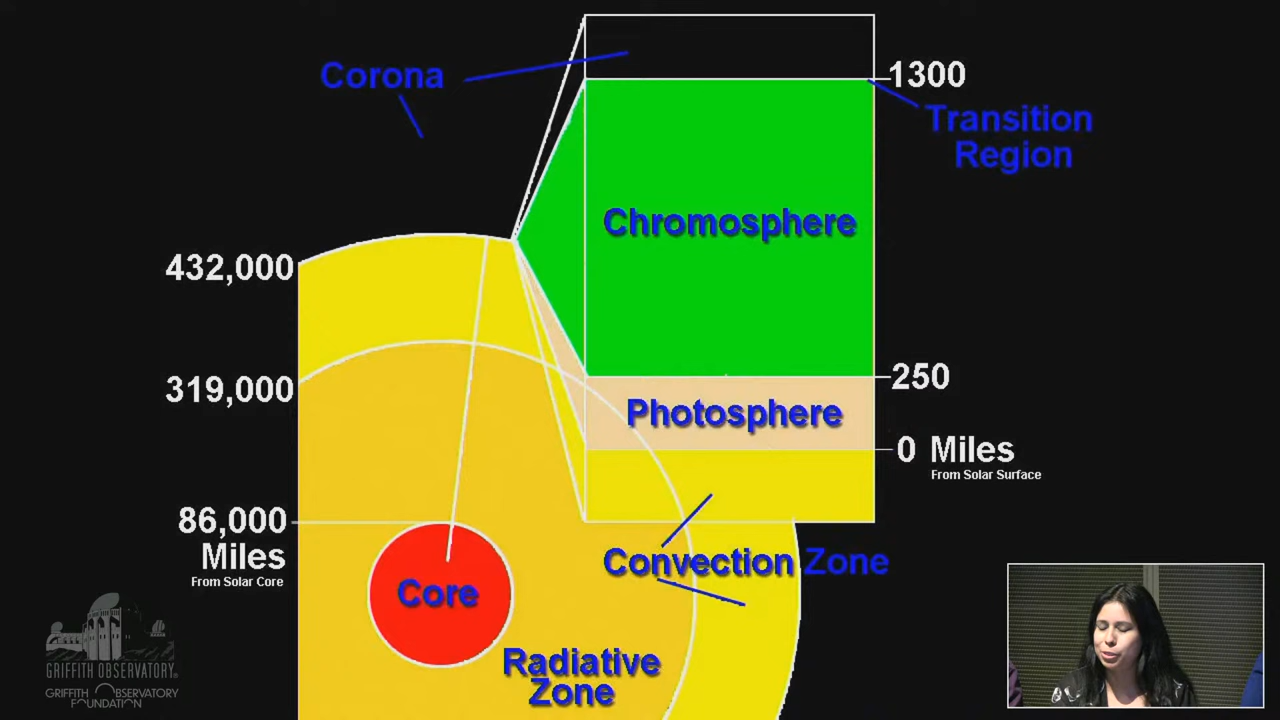 Corona
1300
Transition
Region
Chromosphere
432,000
250
319,000
Photosphere
0 Miles
From Solar Surface
86,000
Miles
From Solar Core
Convection Zone
Core
Radiative
Zone
GRIFFITH OBSERVATORY
GRIFFITH OBSERVATORY
FOUNDATION